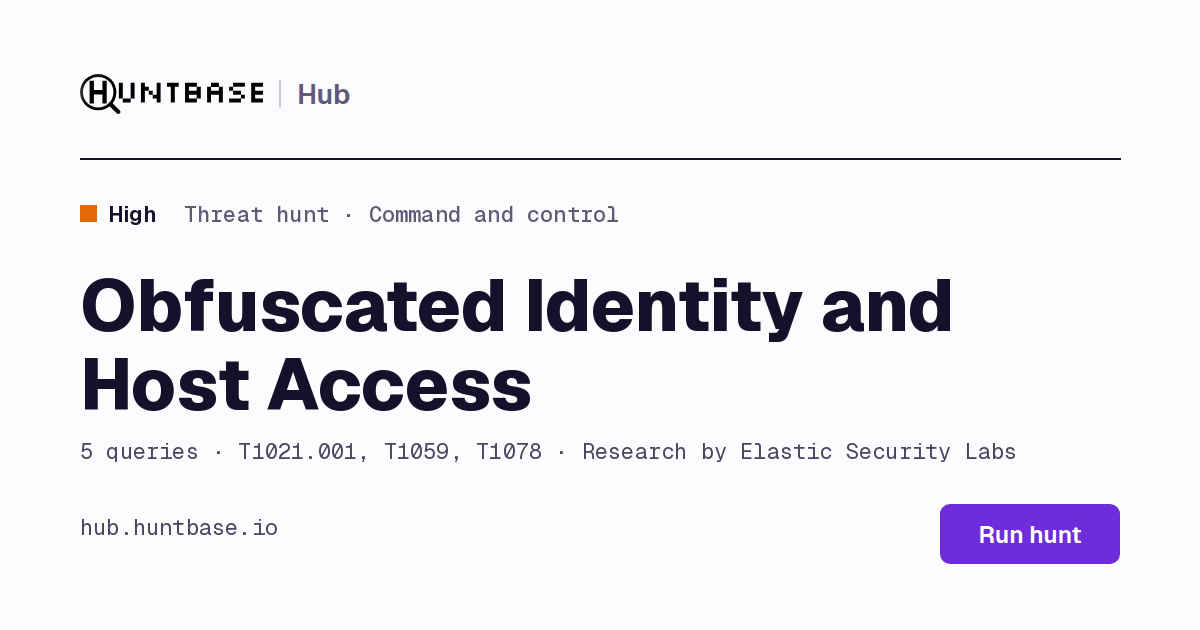 HUNTBASE | Hub
High Threat hunt · Command and control
Obfuscated Identity and
Host Access
5 queries · T1021.001, T1059, T1078 · Research by Elastic Security Labs
hub.huntbase.io
Run hunt